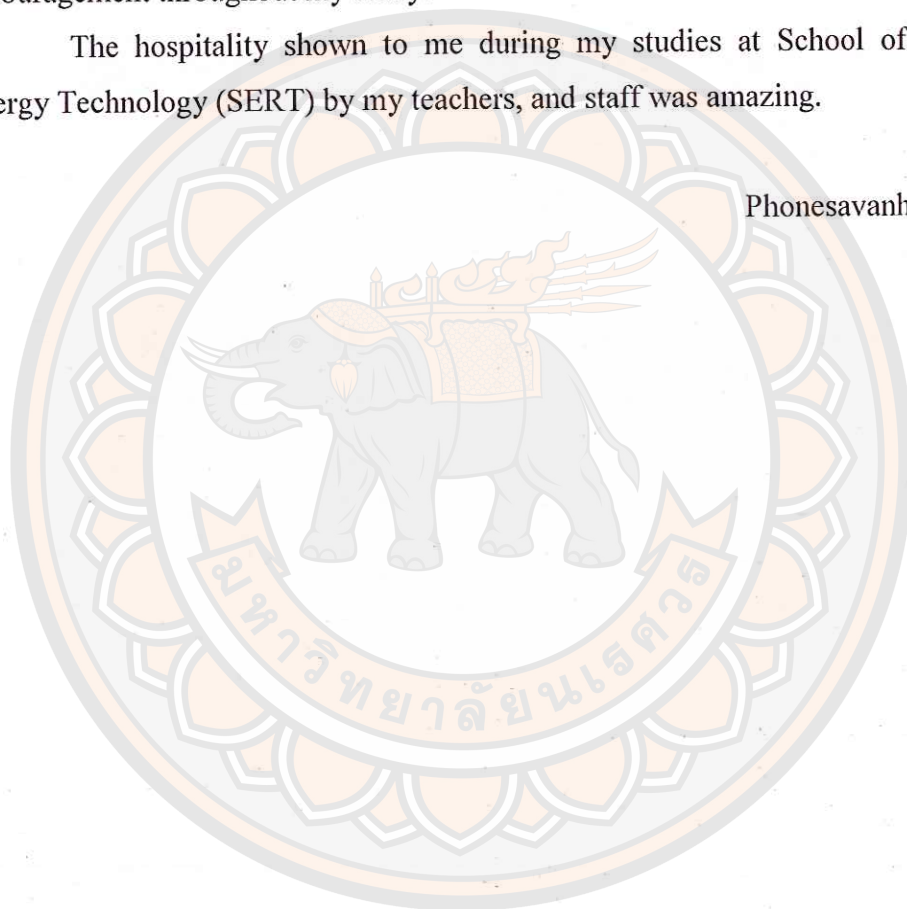 The hospitality shown to me during my studies at School of
ergy Technology (SERT) by my teachers, and staff was amazing.
Phonesavanh
มหาวิทยาลัยนเรศวร